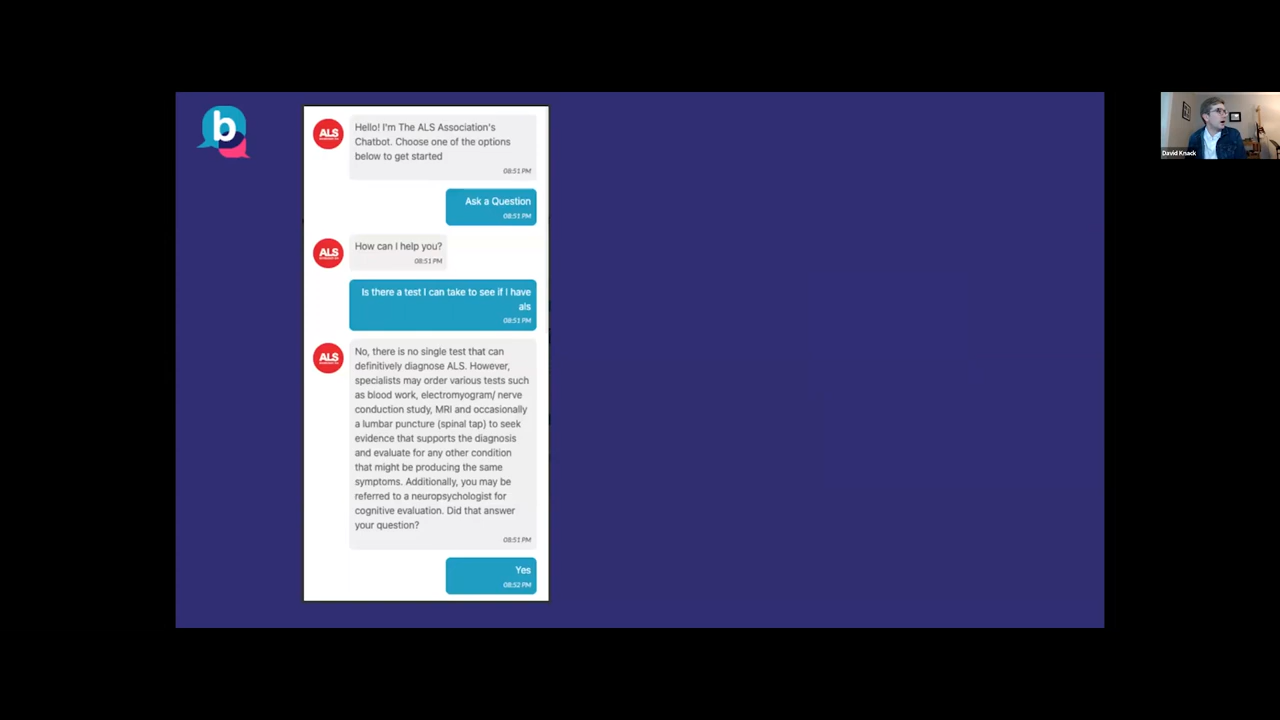 b
ALS
Hello! I'm The ALS Association's
Chatbot. Choose one of the options
below to get started
08:51 PM
Ask a Question
08:51 PM
ALS
How can I help you?
08:51 PM
Is there a test I can take to see if I have
als
08:51 PM
ALS
No, there is no single test that can
definitively diagnose ALS. However,
specialists may order various tests such
as blood work, electromyogram/ nerve
conduction study, MRI and occasionally
a lumbar puncture (spinal tap) to seek
evidence that supports the diagnosis
and evaluate for any other condition
that might be producing the same
symptoms. Additionally, you may be
referred to a neuropsychologist for
cognitive evaluation. Did that answer
your question?
08:51 PM
Yes
08:52 PM
David Knack